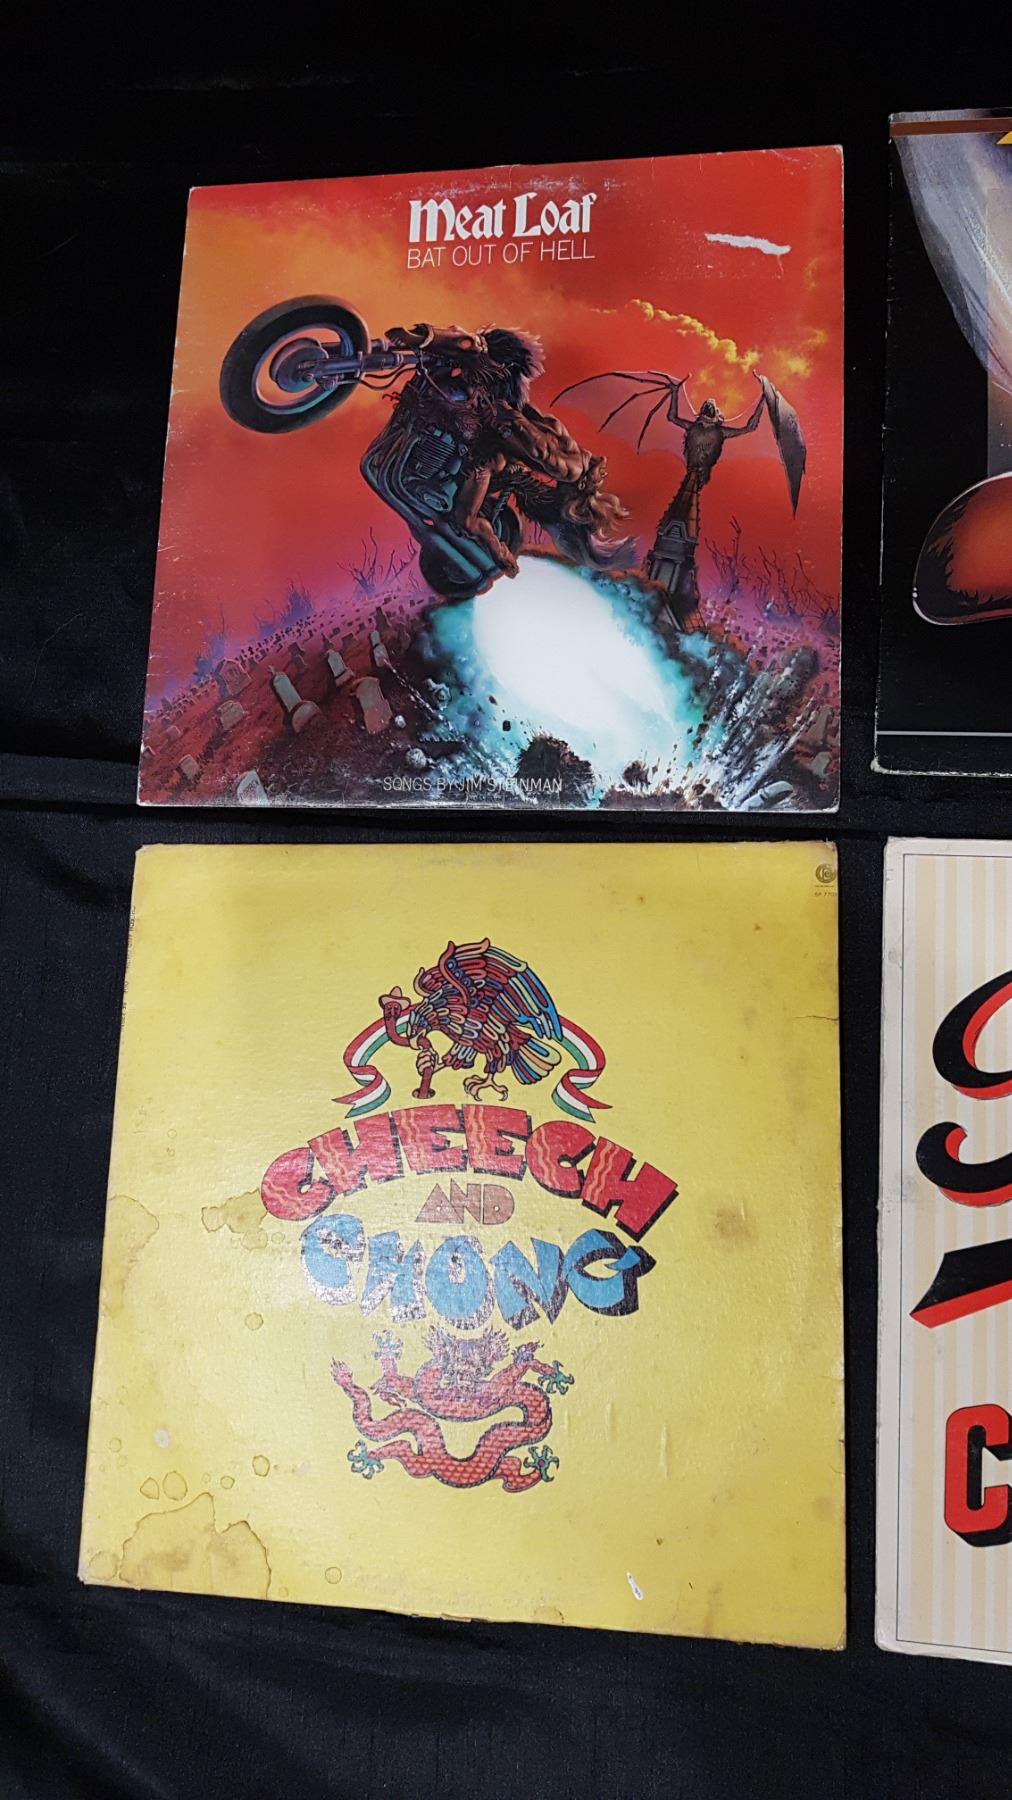 Meat Loaf
BAT OUT OF HELL
SONGS BY JIM STEINMAN
CHEECH
AND
CHONG
C